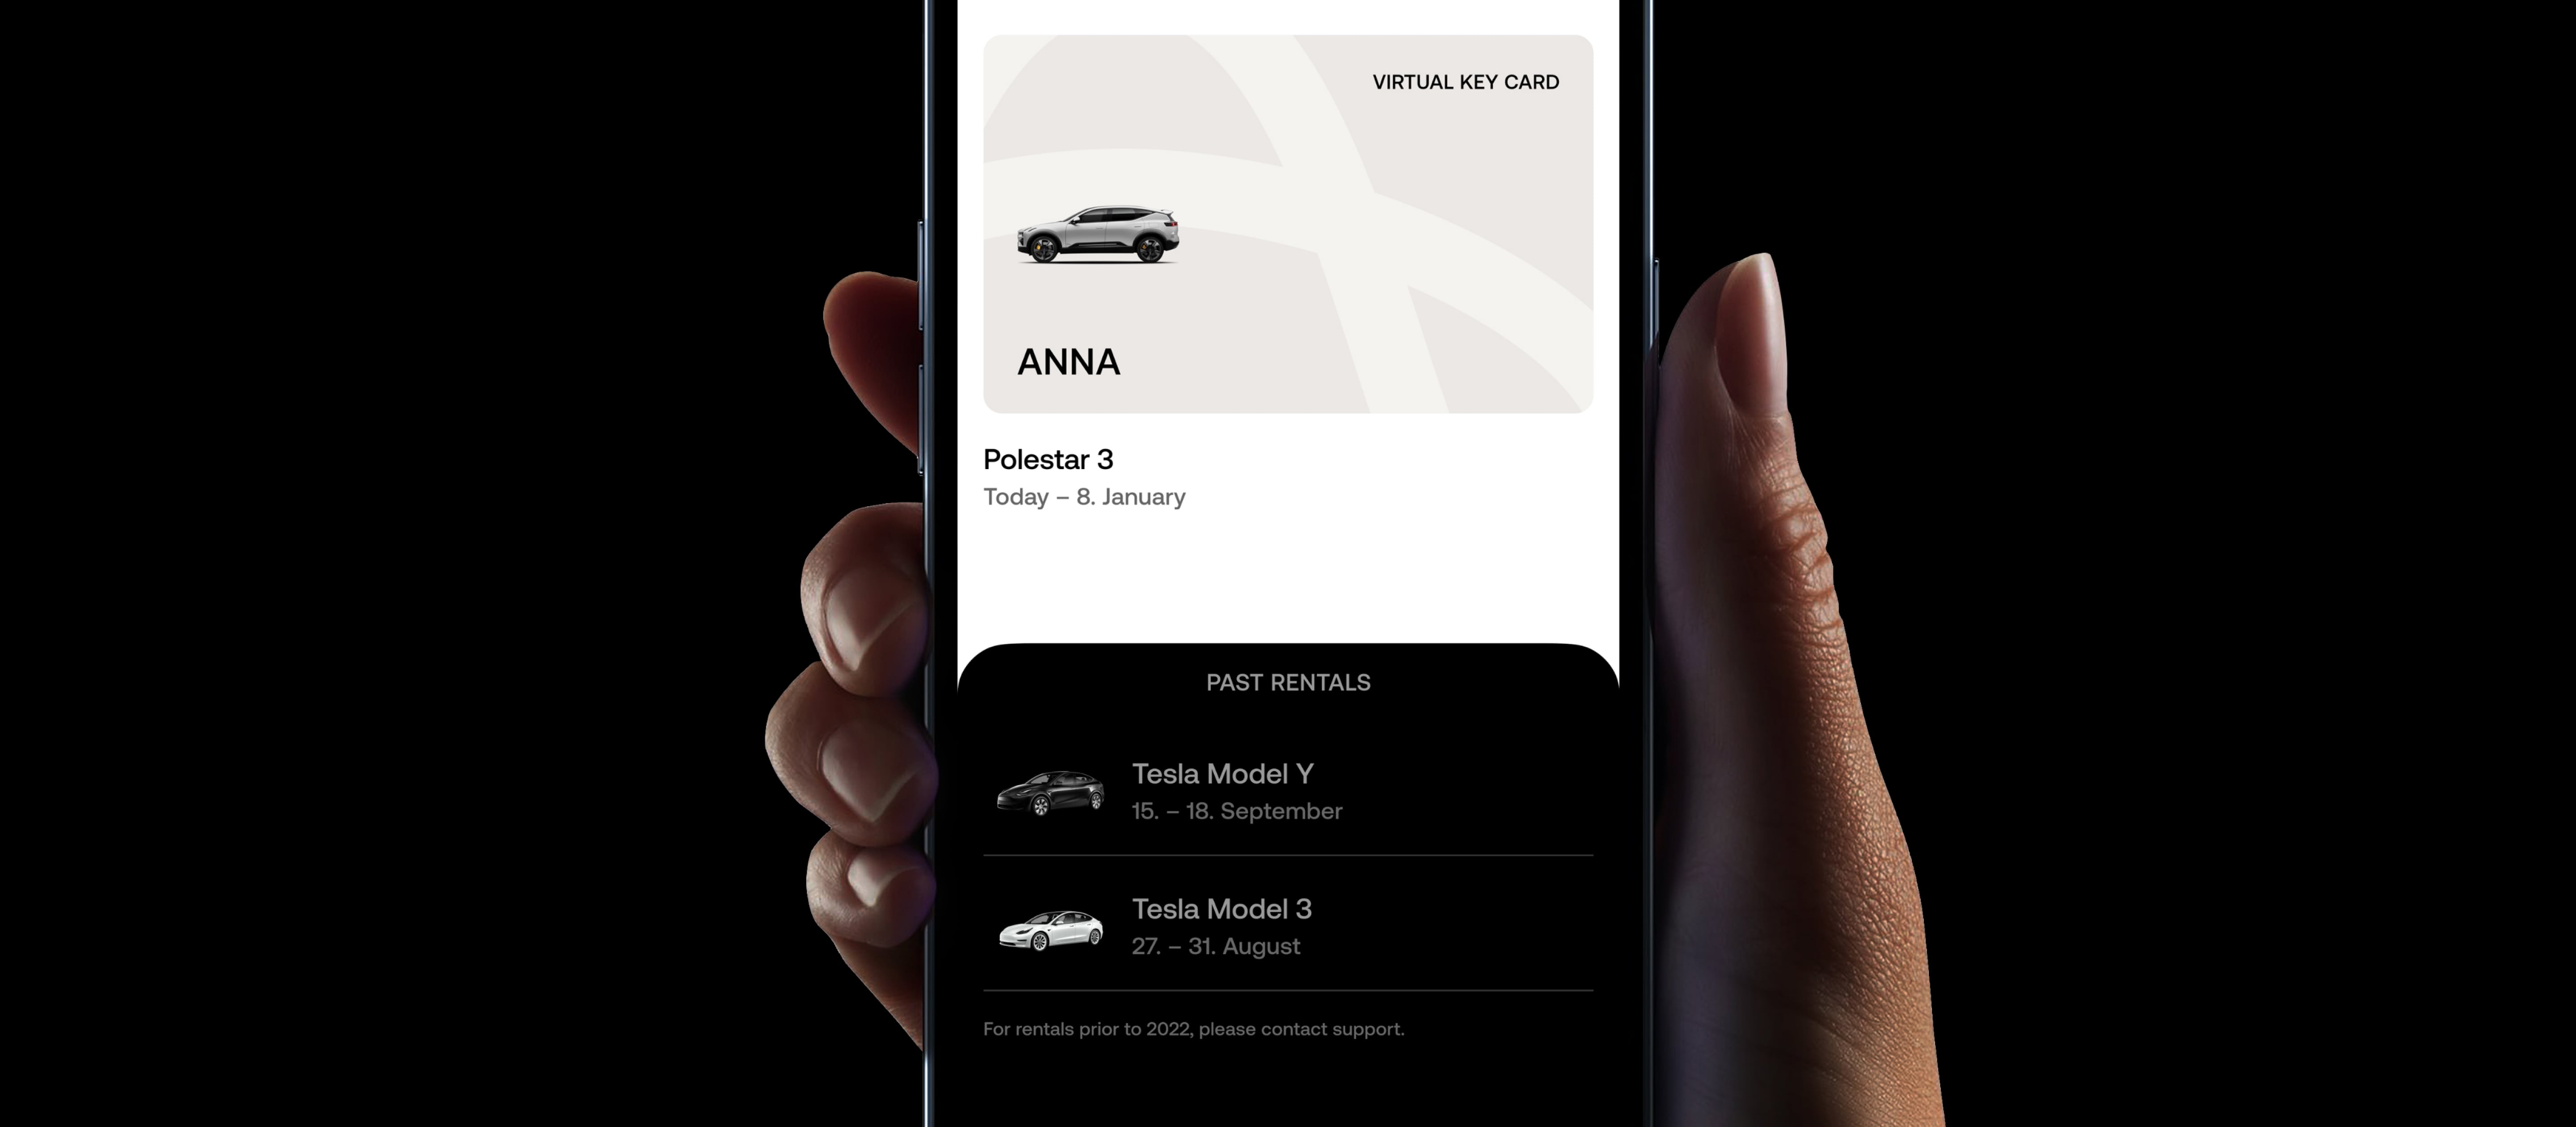 VIRTUAL KEY CARD
ANNA
Polestar 3
Today – 8. January
PAST RENTALS
Tesla Model Y
15. – 18. September
Tesla Model 3
27. – 31. August
For rentals prior to 2022, please contact support.